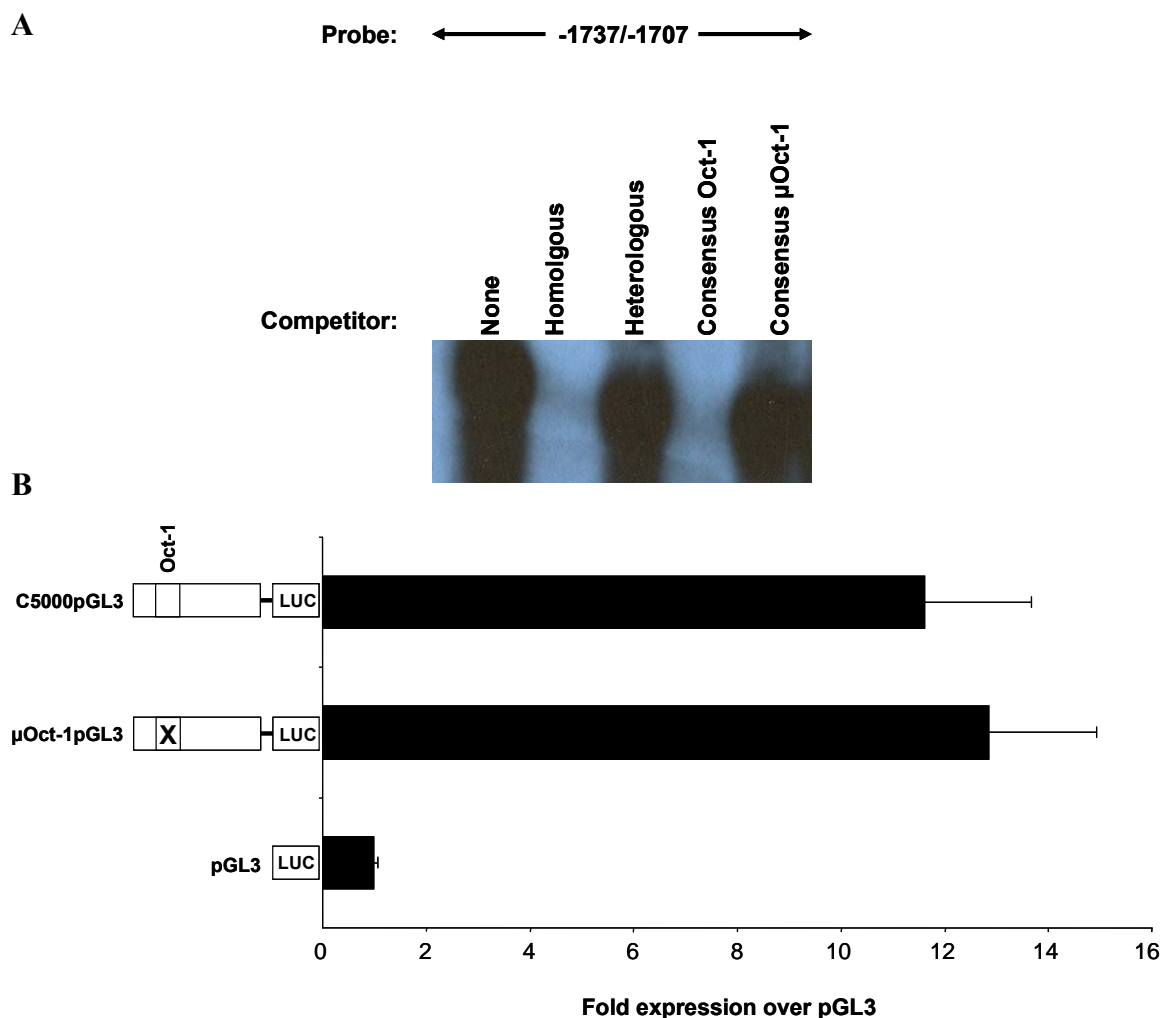 A
Probe: -1737/-1707
Competitor:
None
Homolgous
Heterologous
Consensus Oct-1
Consensus µOct-1
B
Oct-1
C5000pGL3
LUC
µOct-1pGL3
X
LUC
pGL3
LUC
0 2 4 6 8 10 12 14 16
Fold expression over pGL3